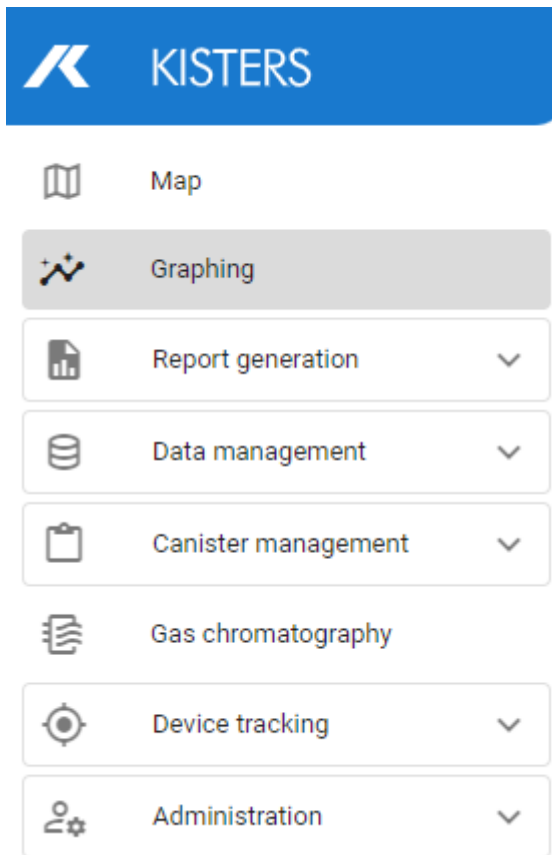 KISTERS
Map
Graphing
Report generation
Data management
Canister management
Gas chromatography
Device tracking
Administration